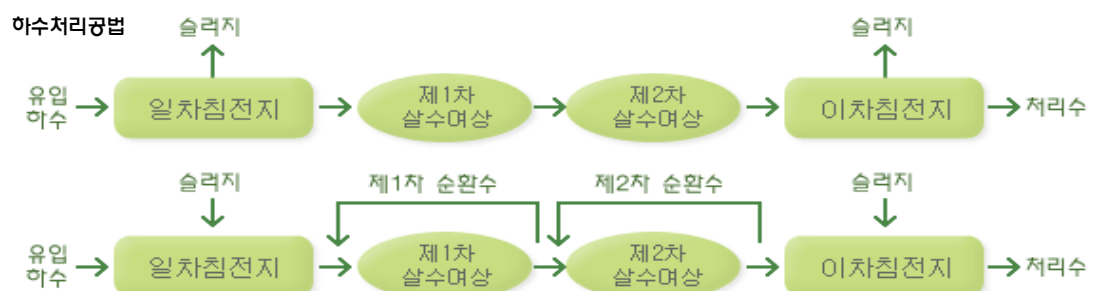 하수처리공법
슬러지
슬러지
유입
하수
일차침전지
제1차
살수여상
제2차
살수여상
이차침전지
처리수
슬러지
제1차 순환수
제2차 순환수
슬러지
유입
하수
일차침전지
제1차
살수여상
제2차
살수여상
이차침전지
처리수